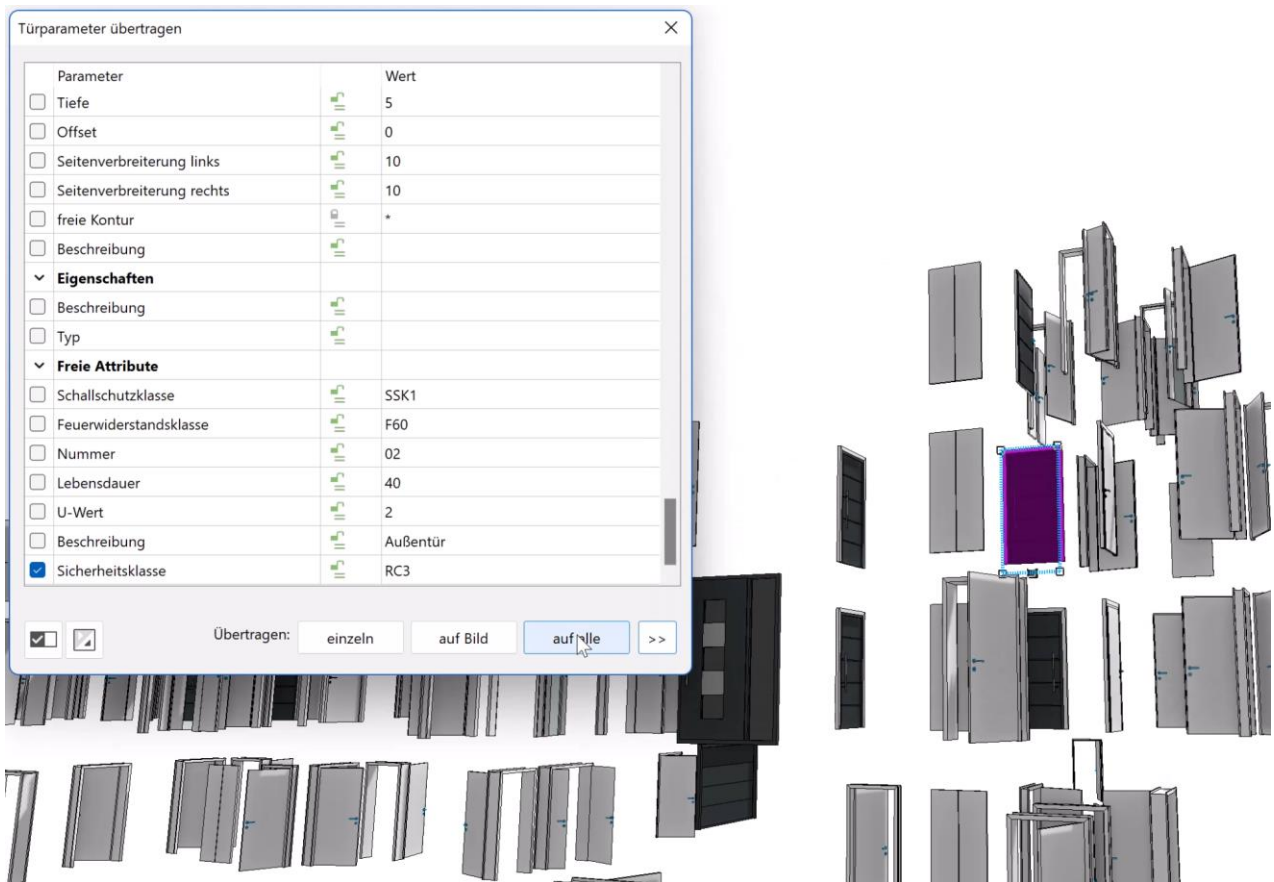 Türparameter übertragen
Parameter Wert
Tiefe 5
Offset 0
Seitenverbreiterung links 10
Seitenverbreiterung rechts 10
freie Kontur *
Beschreibung
Eigenschaften
Beschreibung
Typ
Freie Attribute
Schallschutzklasse SSK1
Feuerwiderstandsklasse F60
Nummer 02
Lebensdauer 40
U-Wert 2
Beschreibung Außentür
Sicherheitsklasse RC3
Übertragen: einzeln auf Bild auf alle >>